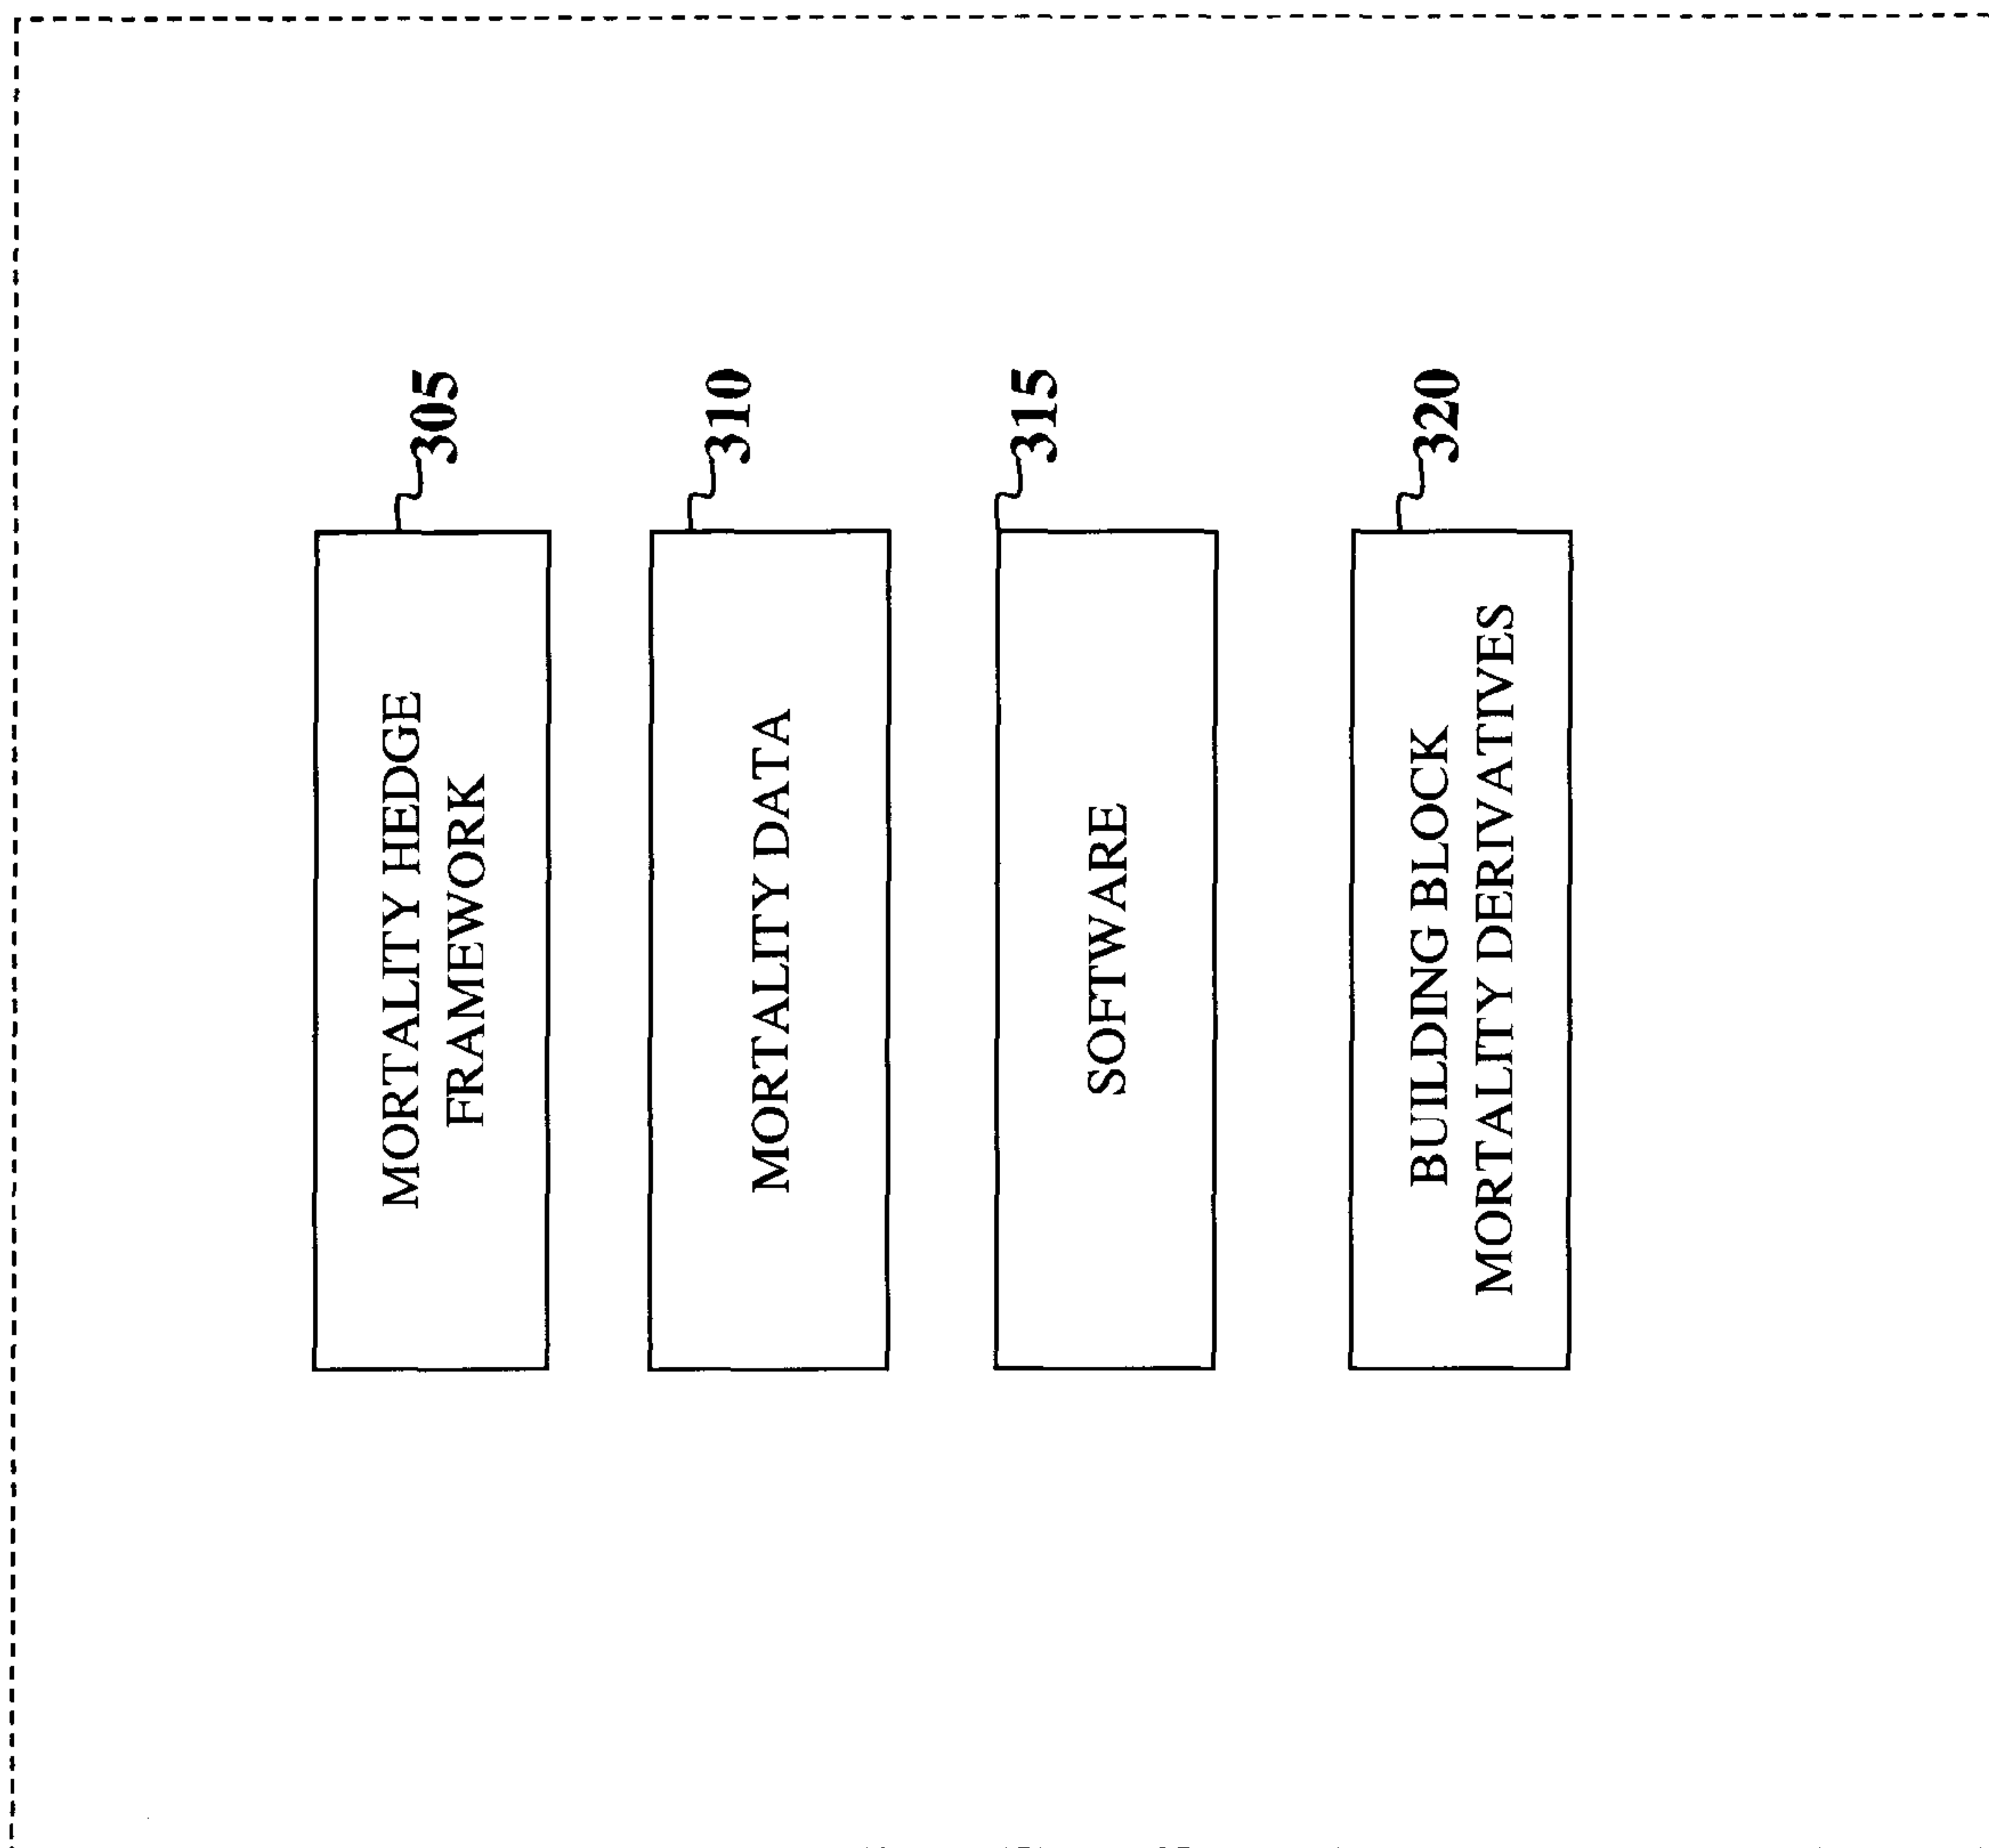 MORTALITY HEDGE
FRAMEWORK
305
MORTALITY DATA
310
SOFTWARE
315
BUILDING BLOCK
MORTALITY DERIVATIVES
320